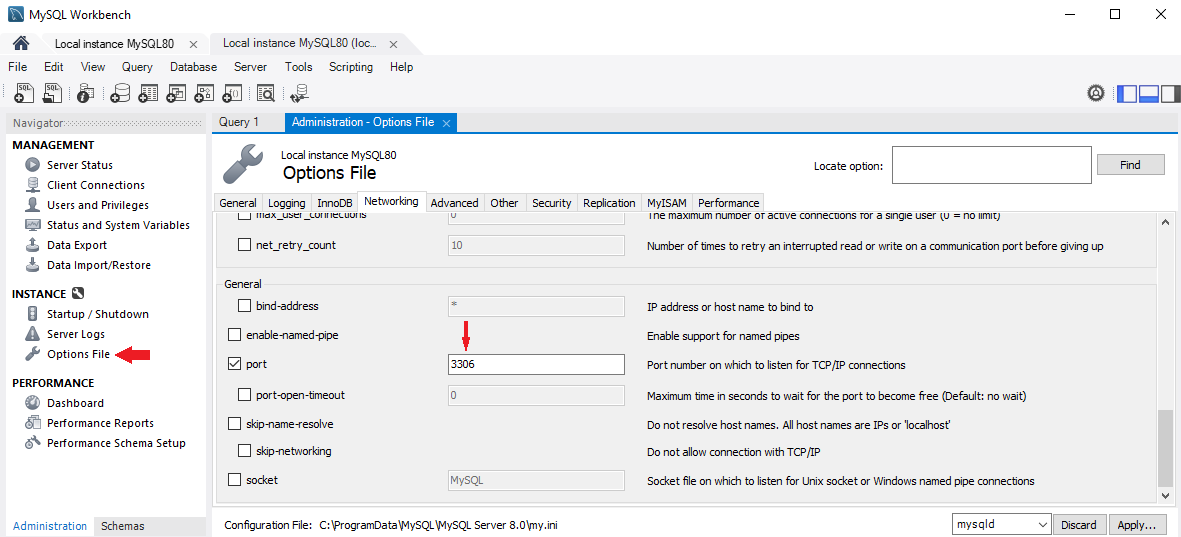 MySQL Workbench
Local instance MySQL80 × Local instance MySQL80 (loc... ×
File Edit View Query Database Server Tools Scripting Help
Navigator
MANAGEMENT
Server Status
Client Connections
Users and Privileges
Status and System Variables
Data Export
Data Import/Restore
INSTANCE
Startup / Shutdown
Server Logs
Options File
PERFORMANCE
Dashboard
Performance Reports
Performance Schema Setup
Administration Schemas
Query 1 Administration - Options File ×
Local instance MySQL80
Options File
Locate option: Find
General Logging InnoDB Networking Advanced Other Security Replication MyISAM Performance
max_user_connections 0 The maximum number of active connections for a single user (0 = no limit)
net_retry_count 10 Number of times to retry an interrupted read or write on a communication port before giving up
General
bind-address * IP address or host name to bind to
enable-named-pipe Enable support for named pipes
port 3306 Port number on which to listen for TCP/IP connections
port-open-timeout 0 Maximum time in seconds to wait for the port to become free (Default: no wait)
skip-name-resolve Do not resolve host names. All host names are IPs or 'localhost'
skip-networking Do not allow connection with TCP/IP
socket MySQL Socket file on which to listen for Unix socket or Windows named pipe connections
Configuration File: C:\ProgramData\MySQL\MySQL Server 8.0\my.ini mysqld Discard Apply...